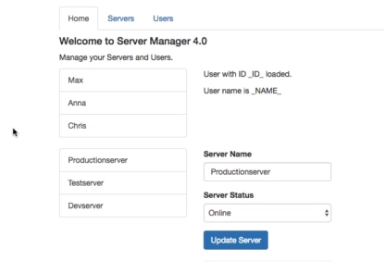 Home Servers Users
Welcome to Server Manager 4.0
Manage your Servers and Users.
Max
Anna
Chris
User with ID _ID_ loaded.
User name is _NAME_
Productionserver
Testserver
Devserver
Server Name
Productionserver
Server Status
Online
Update Server